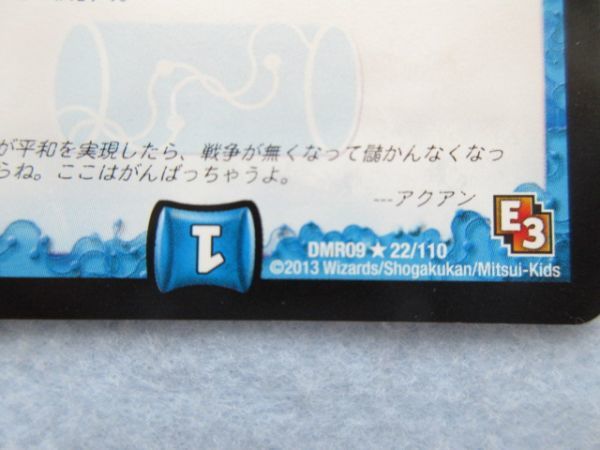 が平和を実現したら、戦争が無くなって儲かんなくなっ
らね。ここはがんばっちゃうよ。
---アクアン
E3
1
DMR09 ★ 22/110
©2013 Wizards/Shogakukan/Mitsui-Kids